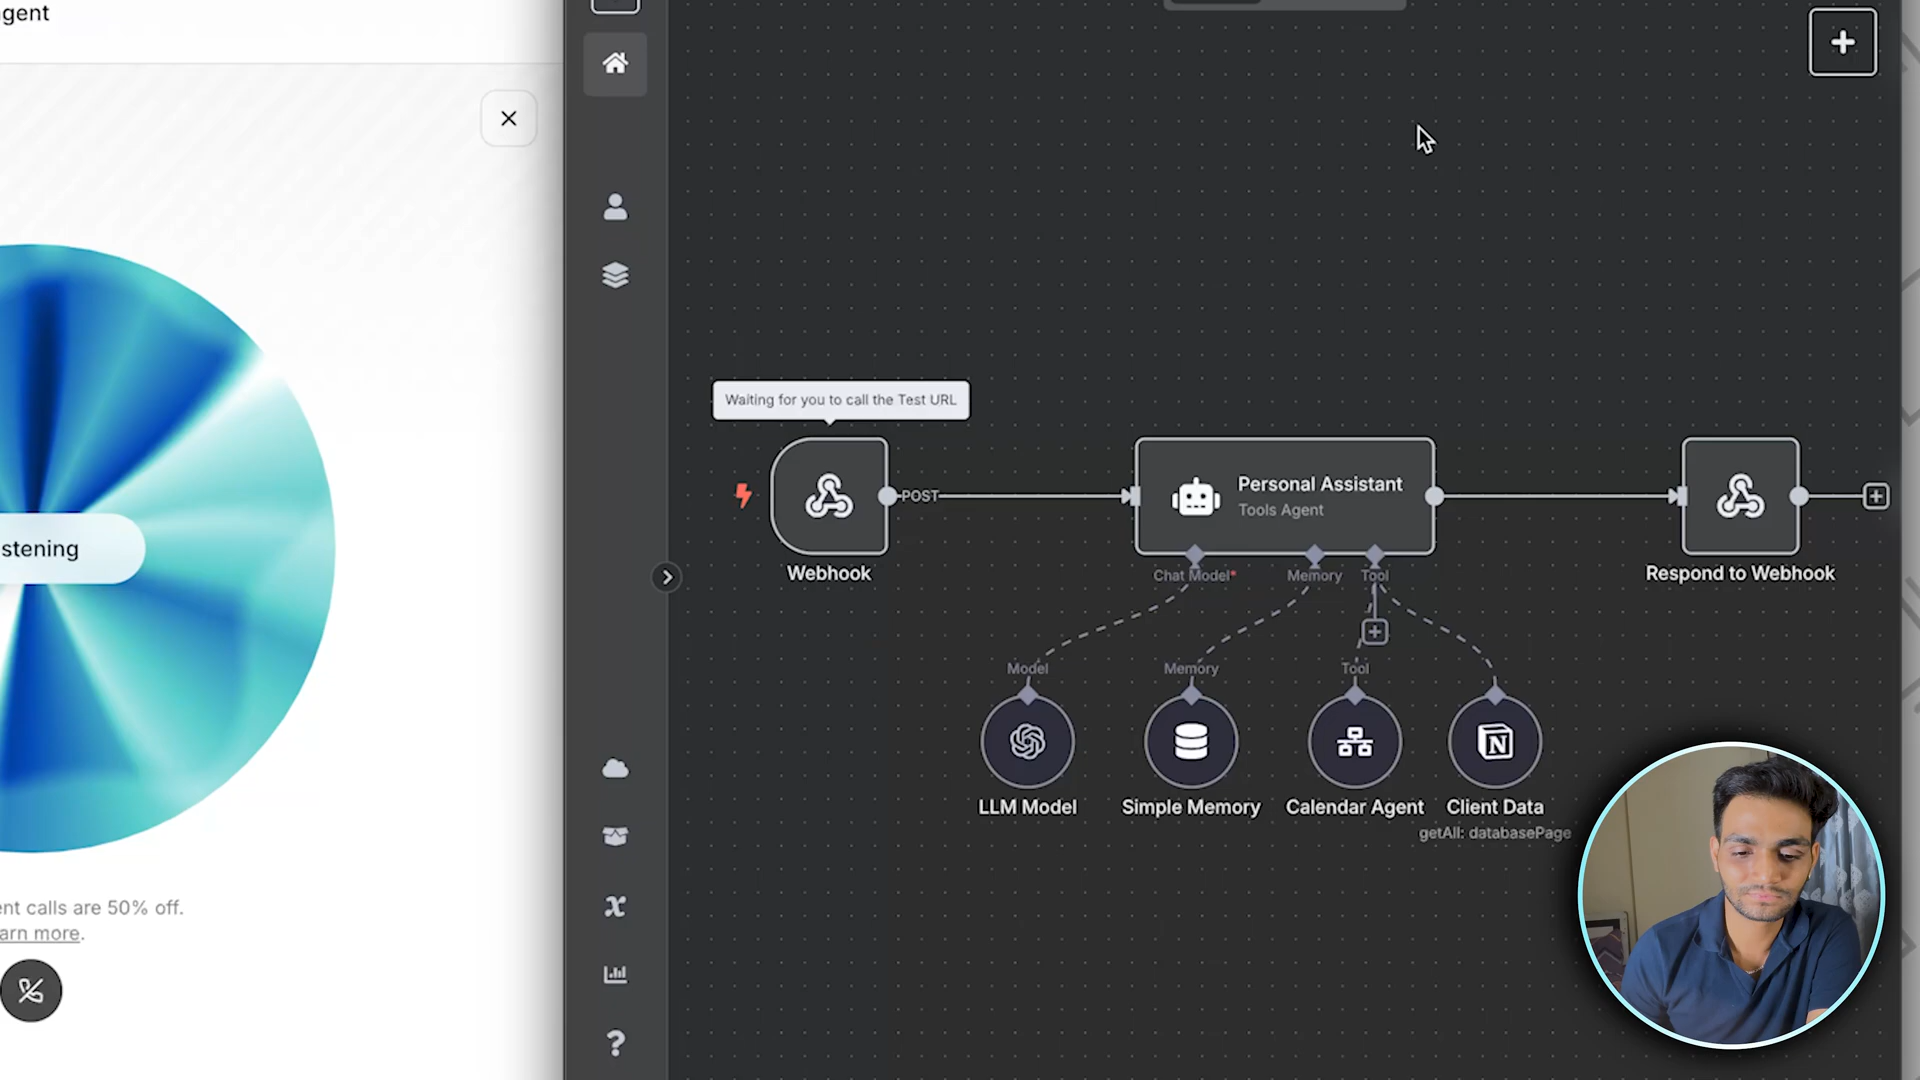 gent
stening
ent calls are 50% off.
arn more.
Waiting for you to call the Test URL
POST
Webhook
Personal Assistant
Tools Agent
Chat Model*
Memory
Tool
Respond to Webhook
Model
Memory
Tool
LLM Model
Simple Memory
Calendar Agent
Client Data
getAll: databasePage